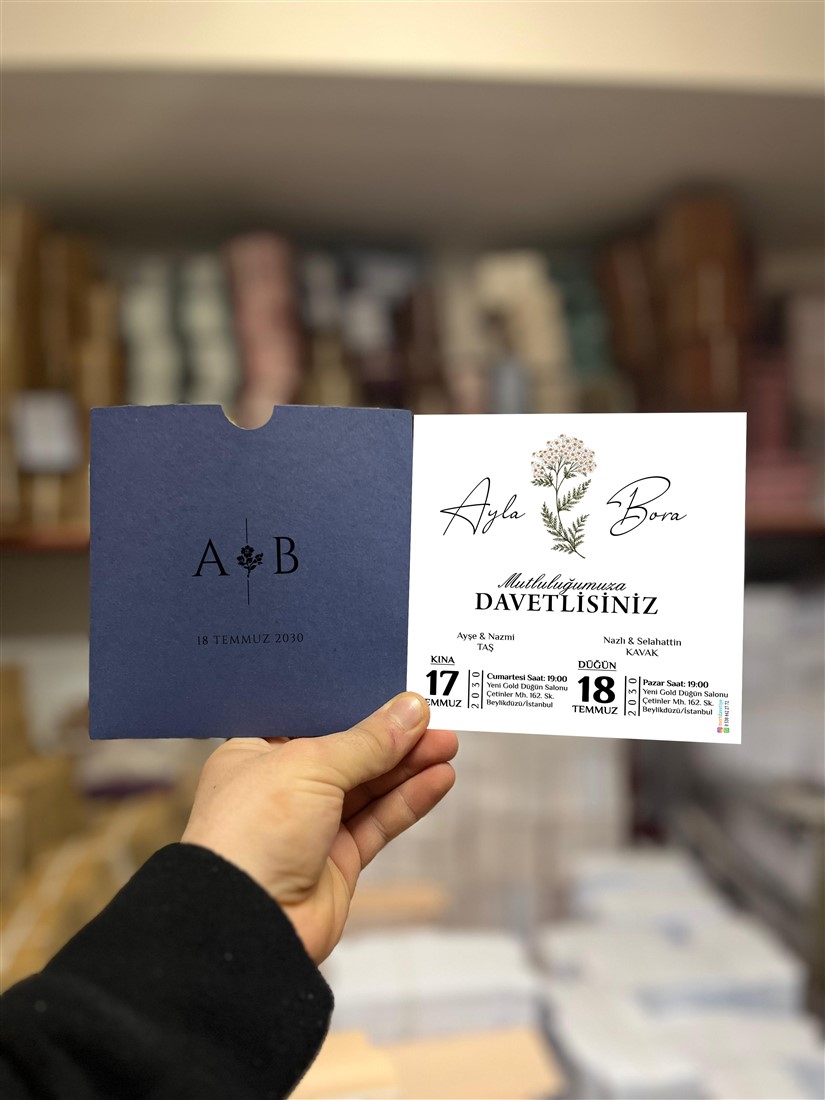 A B
18 TEMMUZ 2030
Ayla Bora
Mutluluğumuza
DAVETLİSİNİZ
Ayşe & Nazmi
TAŞ
Nazlı & Selahattin
KAVAK
KINA
17
EMMUZ
2030
Cumartesi Saat: 19:00
Yeni Gold Düğün Salonu
Çetinler Mh. 162. Sk.
Beylikdüzü/İstanbul
DÜĞÜN
18
TEMMUZ
2030
Pazar Saat: 19:00
Yeni Gold Düğün Salonu
Çetinler Mh. 162. Sk.
Beylikdüzü/İstanbul